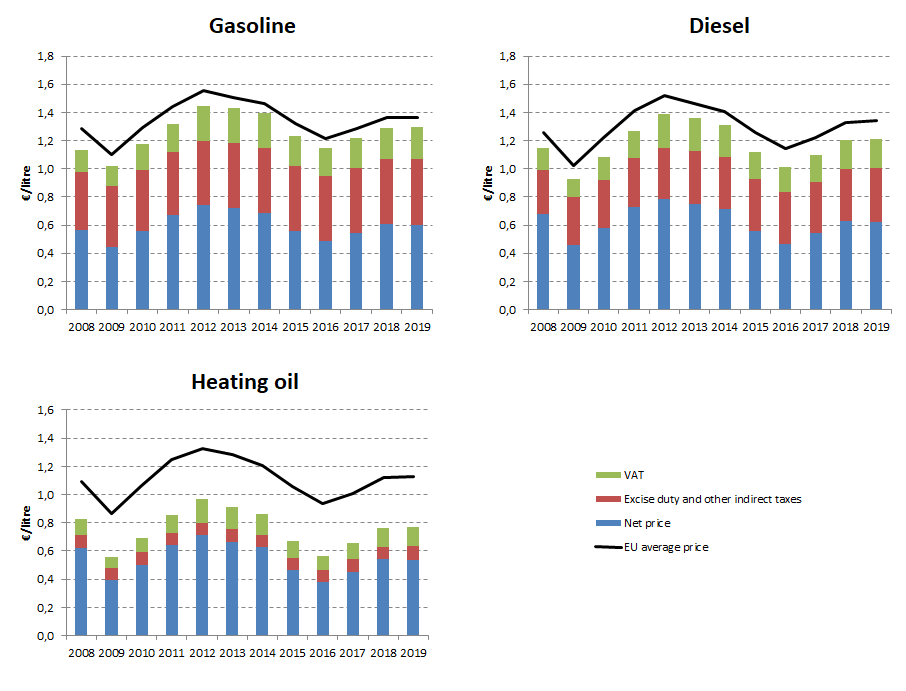 Gasoline
1,8
1,6
1,4
1,2
1,0
0,8
0,6
0,4
0,2
0,0
€/litre
2008 2009 2010 2011 2012 2013 2014 2015 2016 2017 2018 2019
Diesel
1,8
1,6
1,4
1,2
1,0
0,8
0,6
0,4
0,2
0,0
€/litre
2008 2009 2010 2011 2012 2013 2014 2015 2016 2017 2018 2019
Heating oil
1,6
1,4
1,2
1,0
0,8
0,6
0,4
0,2
0,0
€/litre
2008 2009 2010 2011 2012 2013 2014 2015 2016 2017 2018 2019
VAT
Excise duty and other indirect taxes
Net price
EU average price